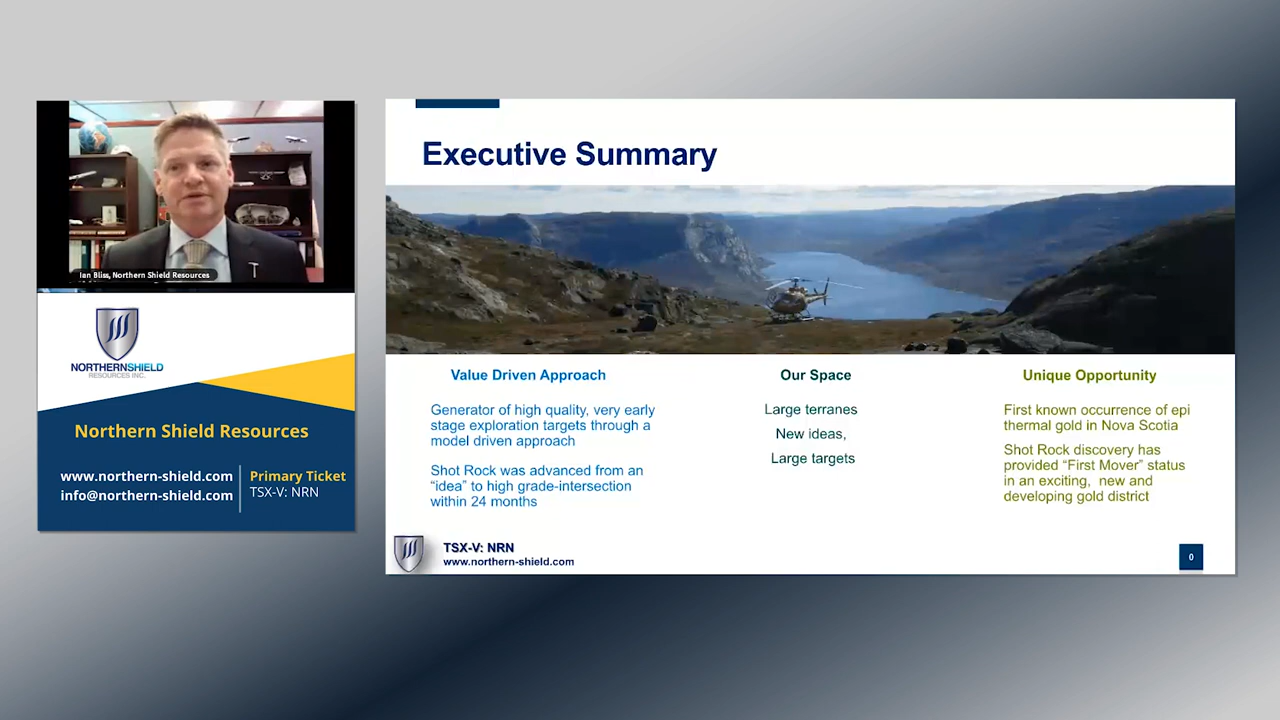 Ian Bliss, Northern Shield Resources
NORTHERNSHIELD
RESOURCES INC.
Northern Shield Resources
www.northern-shield.com
info@northern-shield.com
Primary Ticket
TSX-V: NRN
Executive Summary
Value Driven Approach
Generator of high quality, very early
stage exploration targets through a
model driven approach
Shot Rock was advanced from an
“idea” to high grade-intersection
within 24 months
Our Space
Large terranes
New ideas,
Large targets
Unique Opportunity
First known occurrence of epi
thermal gold in Nova Scotia
Shot Rock discovery has
provided “First Mover” status
in an exciting, new and
developing gold district
TSX-V: NRN
www.northern-shield.com
0